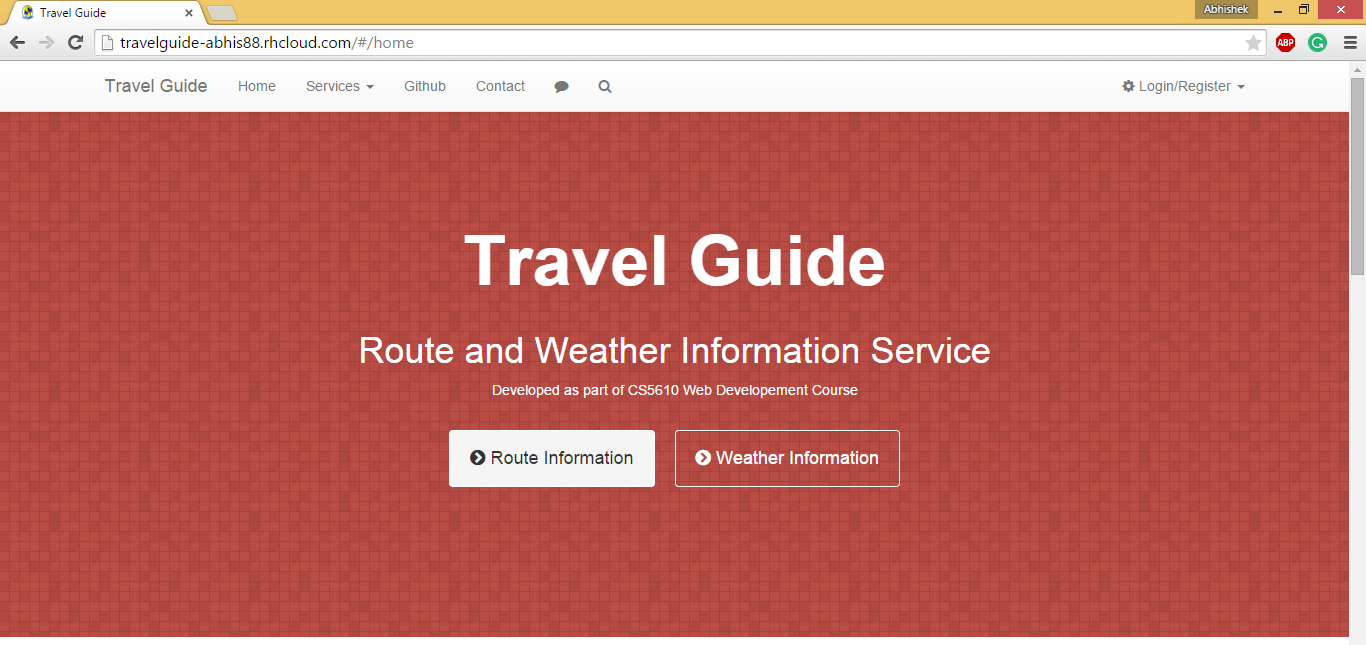 Travel Guide
Abhishek
travelguide-abhis88.rhcloud.com/#/home
ABP
G
Travel Guide Home Services Github Contact Login/Register
Travel Guide
Route and Weather Information Service
Developed as part of CS5610 Web Developement Course
Route Information Weather Information